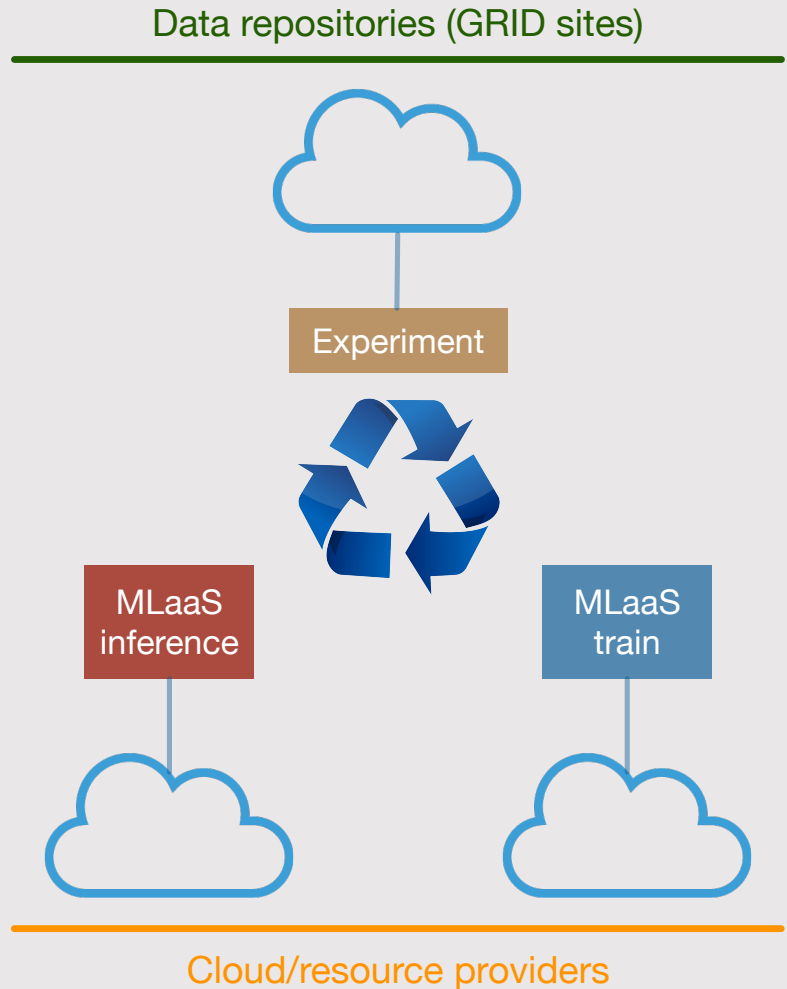 Data repositories (GRID sites)
Experiment
MLaaS
inference
MLaaS
train
Cloud/resource providers